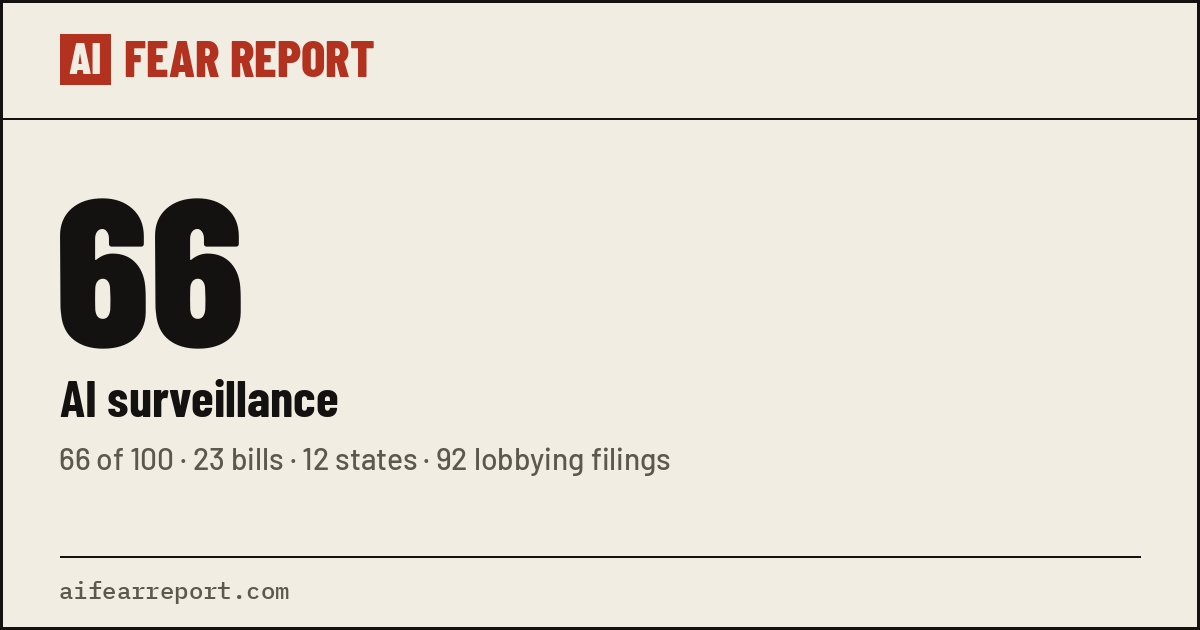 AI FEAR REPORT
66
AI surveillance
66 of 100 · 23 bills · 12 states · 92 lobbying filings
aifearreport.com